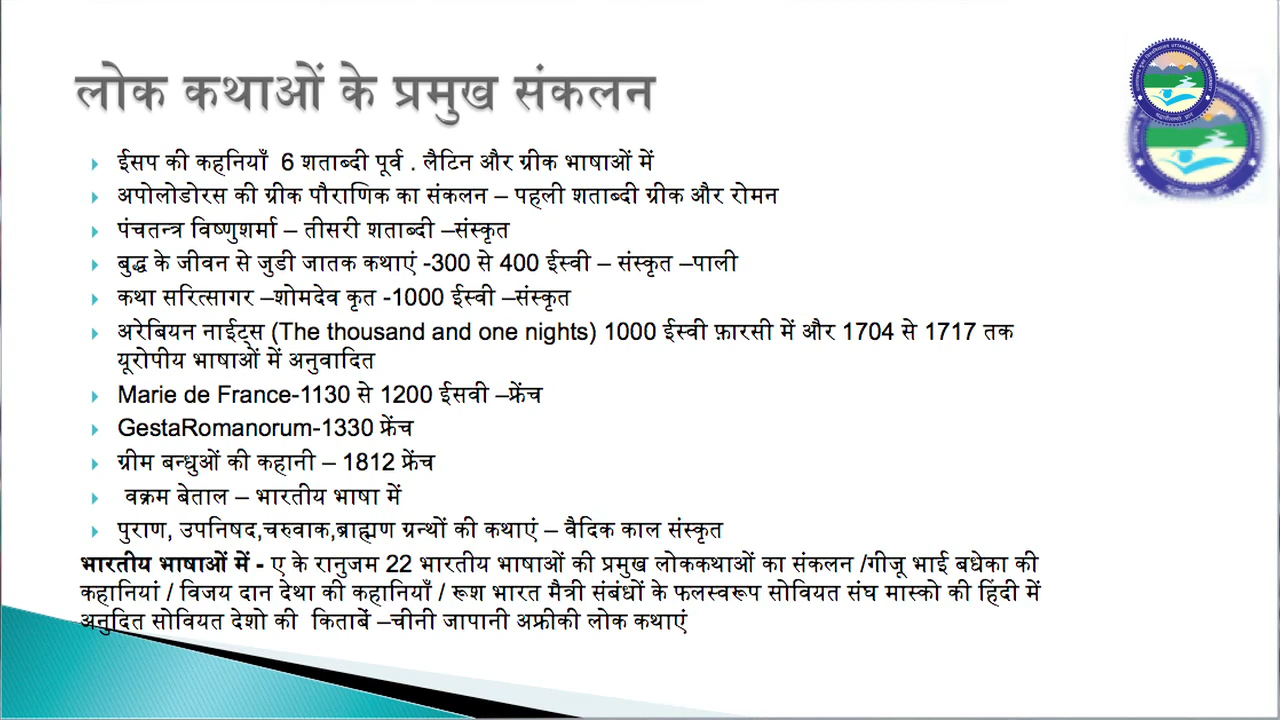 लोक कथाओं के प्रमुख संकलन
ईसप की कहनियाँ 6 शताब्दी पूर्व . लैटिन और ग्रीक भाषाओं में
अपोलोडोरस की ग्रीक पौराणिक का संकलन – पहली शताब्दी ग्रीक और रोमन
पंचतन्त्र विष्णुशर्मा – तीसरी शताब्दी –संस्कृत
बुद्ध के जीवन से जुडी जातक कथाएं -300 से 400 ईस्वी – संस्कृत –पाली
कथा सरित्सागर –शोमदेव कृत -1000 ईस्वी –संस्कृत
अरेबियन नाईट्स (The thousand and one nights) 1000 ईस्वी फ़ारसी में और 1704 से 1717 तक
यूरोपीय भाषाओं में अनुवादित
Marie de France-1130 से 1200 ईसवी –फ्रेंच
GestaRomanorum-1330 फ्रेंच
ग्रीम बन्धुओं की कहानी – 1812 फ्रेंच
वक्रम बेताल – भारतीय भाषा में
पुराण, उपनिषद,चरुवाक,ब्राह्मण ग्रन्थों की कथाएं – वैदिक काल संस्कृत
भारतीय भाषाओं में - ए के रानुजम 22 भारतीय भाषाओं की प्रमुख लोककथाओं का संकलन /गीजू भाई बधेका की
कहानियां / विजय दान देथा की कहानियाँ / रूश भारत मैत्री संबंधों के फलस्वरूप सोवियत संघ मास्को की हिंदी में
अनुदित सोवियत देशो की किताबें –चीनी जापानी अफ्रीकी लोक कथाएं